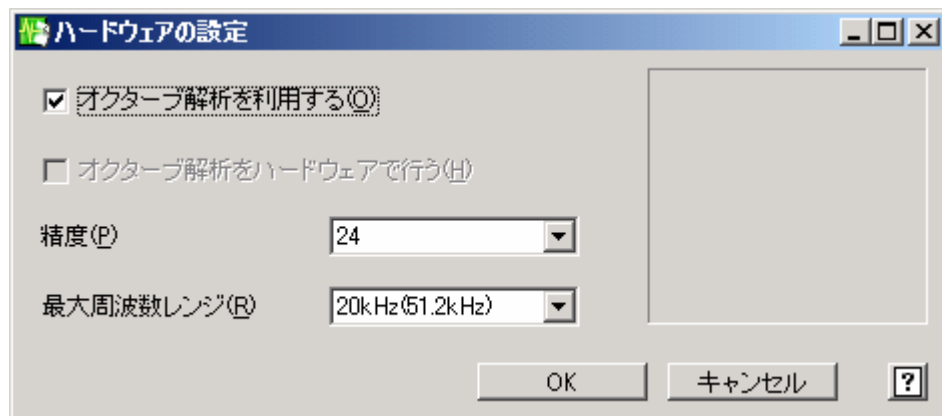 ハードウェアの設定
オクターブ解析を利用する(O)
オクターブ解析をハードウェアで行う(H)
精度(P) 24
最大周波数レンジ(R) 20kHz(51.2kHz)
OK キャンセル ?